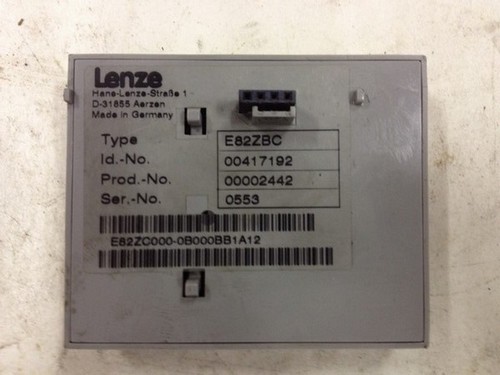 Lenze
Hans-Lenze-Straße 1
D-31855 Aerzen
Made in Germany
Type E82ZBC
Id.-No. 00417192
Prod.-No. 00002442
Ser.-No. 0553
E82ZC000-0B000BB1A12